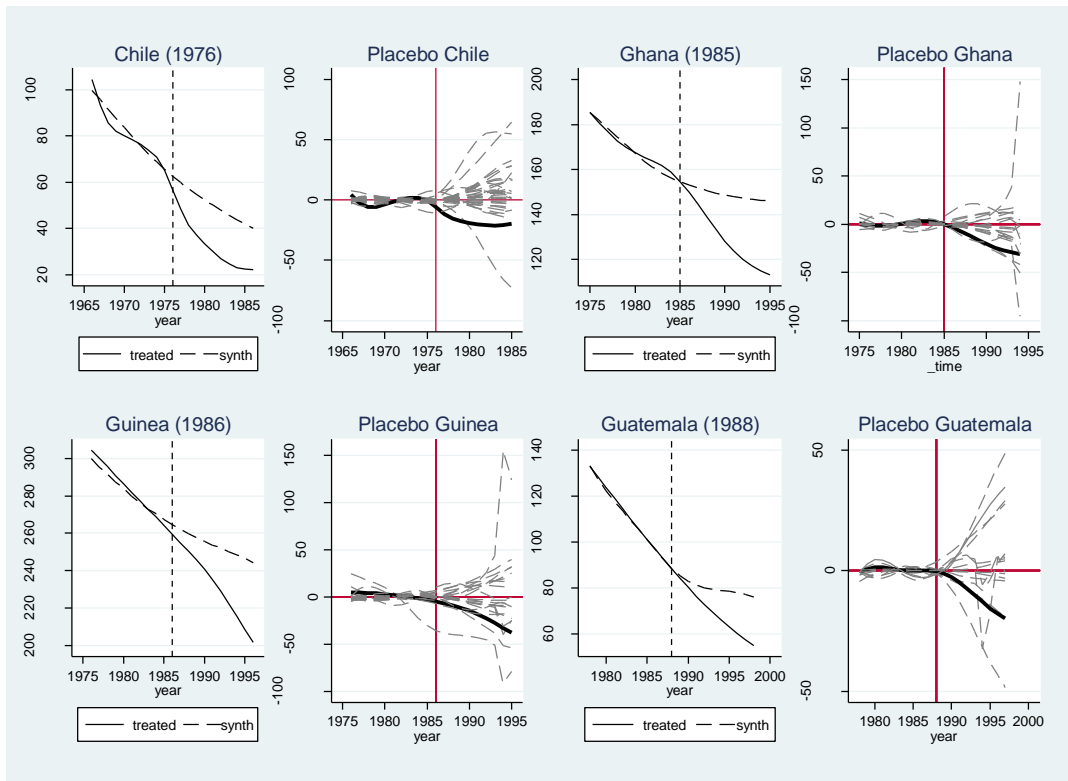 Chile (1976)
100
80
60
40
20
1965 1970 1975 1980 1985
year
treated synth
Placebo Chile
100
50
0
-50
-100
1965 1970 1975 1980 1985
year
Ghana (1985)
200
180
160
140
120
1975 1980 1985 1990 1995
year
treated synth
Placebo Ghana
150
100
50
0
-50
-100
1975 1980 1985 1990 1995
_time
Guinea (1986)
300
280
260
240
220
200
1975 1980 1985 1990 1995
year
treated synth
Placebo Guinea
150
100
50
0
-50
-100
1975 1980 1985 1990 1995
year
Guatemala (1988)
140
120
100
80
60
1980 1985 1990 1995 2000
year
treated synth
Placebo Guatemala
50
0
-50
1980 1985 1990 1995 2000
year